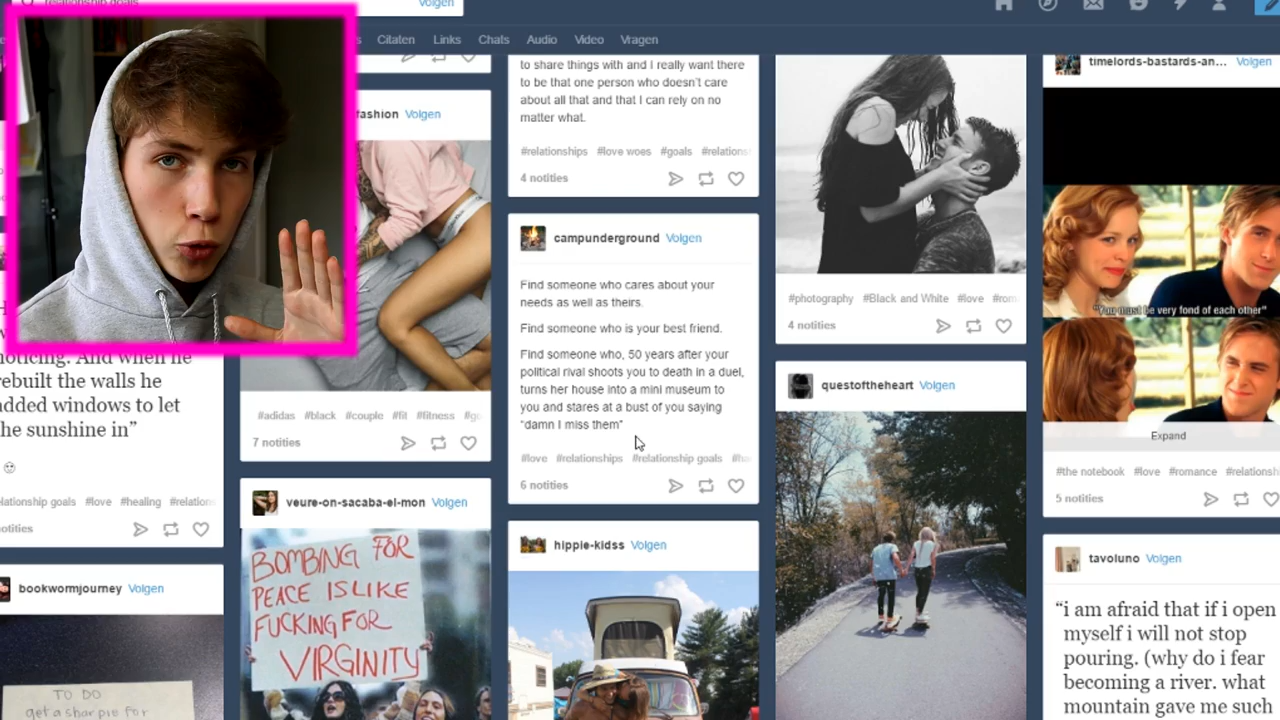 relationship goals
Volgen
Citaten Links Chats Audio Video Vragen
noticing. And when he
rebuilt the walls he
added windows to let
the sunshine in”
#relationship goals #love #healing
notities
bookwormjourney Volgen
TO DO
get a sharpie for
fashion Volgen
#adidas #black #couple #fit #fitness
7 notities
veure-on-sacaba-el-mon Volgen
BOMBING FOR
PEACE IS LIKE
FUCKING FOR
VIRGINITY
to share things with and I really want there
to be that one person who doesn’t care
about all that and that I can rely on no
matter what.
#relationships #love woes #goals
4 notities
campunderground Volgen
Find someone who cares about your
needs as well as theirs.
Find someone who is your best friend.
Find someone who, 50 years after your
political rival shoots you to death in a duel,
turns her house into a mini museum to
you and stares at a bust of you saying
“damn I miss them”
#love #relationships #relationship goals
6 notities
hippie-kidss Volgen
#photography #Black and White #love
4 notities
questoftheheart Volgen
timelords-bastards-an... Volgen
"You must be very fond of each other"
Expand
#the notebook #love #romance
5 notities
tavoluno Volgen
“i am afraid that if i open
myself i will not stop
pouring. (why do i fear
becoming a river. what
mountain gave me such